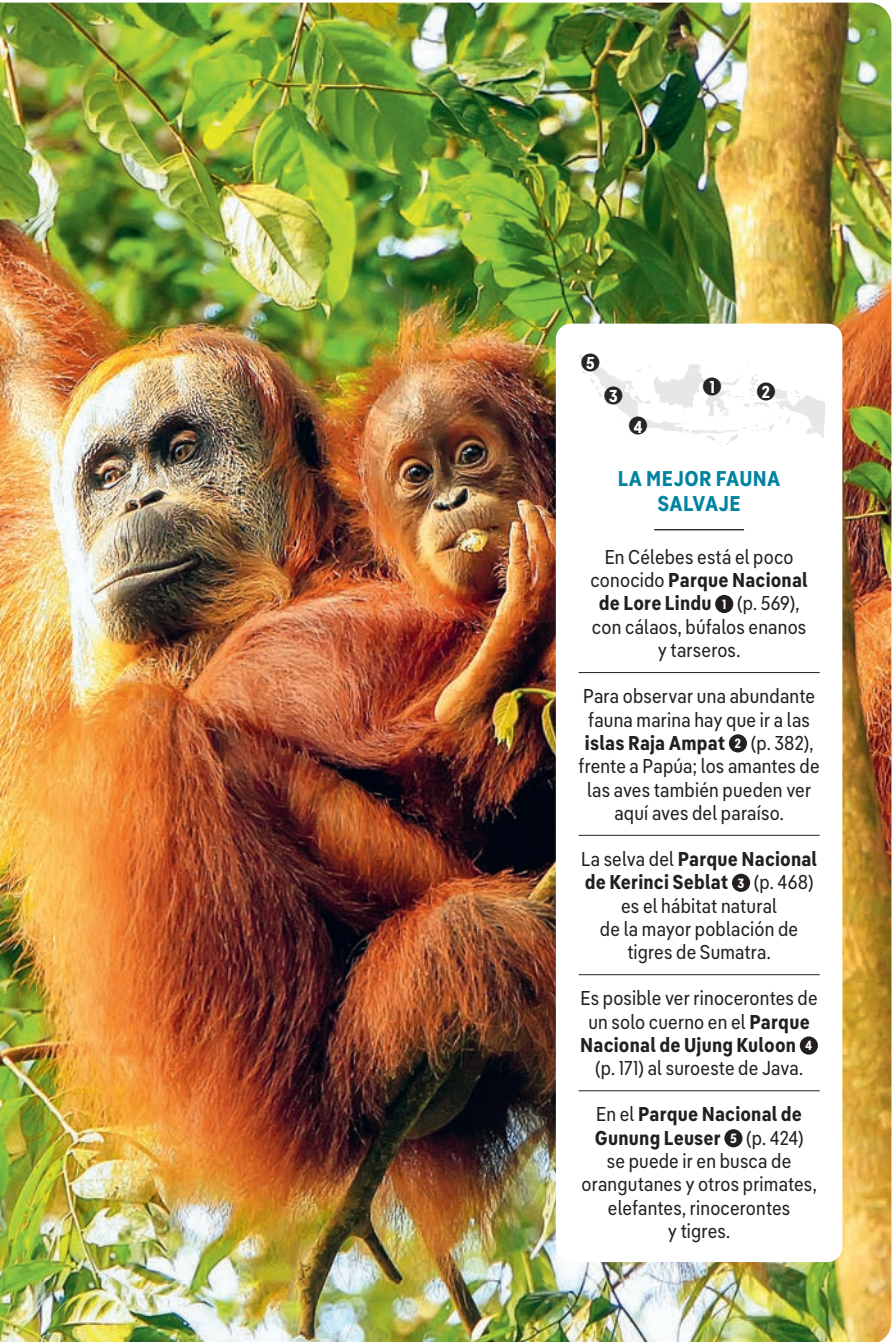 5
3
4
1
2
LA MEJOR FAUNA
SALVAJE
En Célebes está el poco
conocido Parque Nacional
de Lore Lindu 1 (p. 569),
con cálaos, búfalos enanos
y tarseros.
Para observar una abundante
fauna marina hay que ir a las
islas Raja Ampat 2 (p. 382),
frente a Papúa; los amantes de
las aves también pueden ver
aquí aves del paraíso.
La selva del Parque Nacional
de Kerinci Seblat 3 (p. 468)
es el hábitat natural
de la mayor población de
tigres de Sumatra.
Es posible ver rinocerontes de
un solo cuerno en el Parque
Nacional de Ujung Kuloon 4
(p. 171) al suroeste de Java.
En el Parque Nacional de
Gunung Leuser 5 (p. 424)
se puede ir en busca de
orangutanes y otros primates,
elefantes, rinocerontes
y tigres.